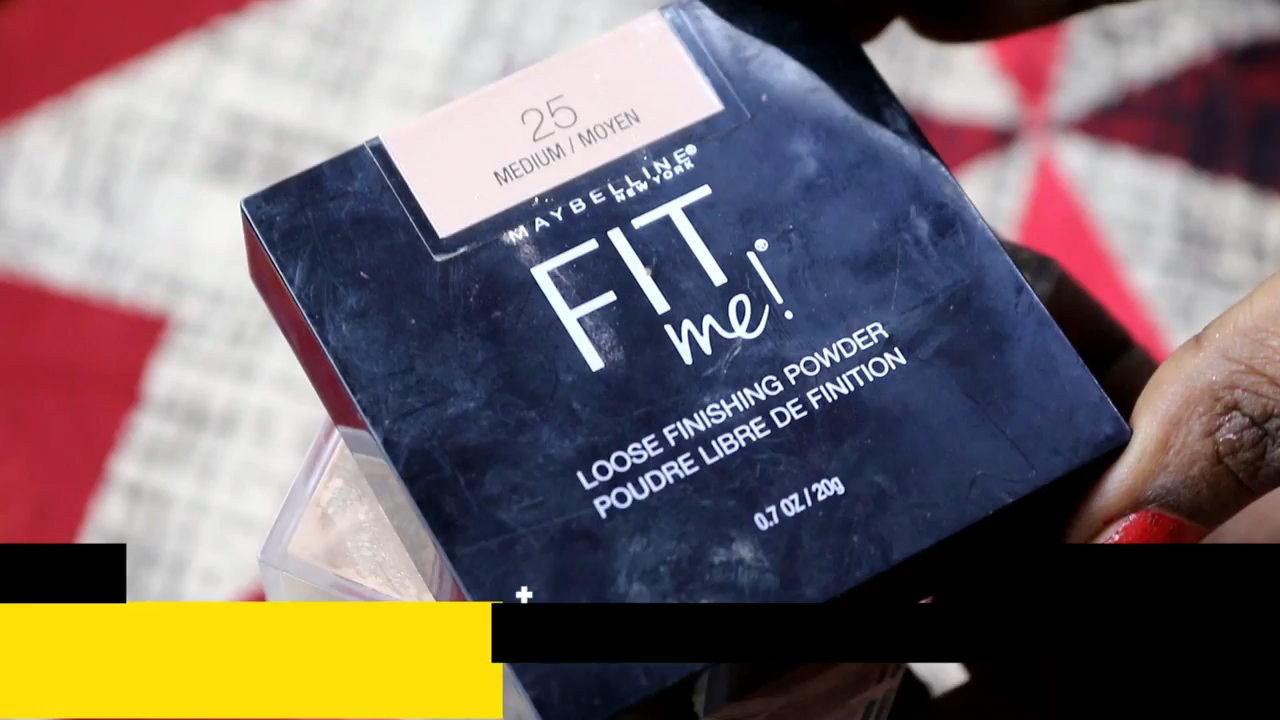 25
MEDIUM / MOYEN
MAYBELLINE®
NEW YORK
FIT
me!®
LOOSE FINISHING POWDER
POUDRE LIBRE DE FINITION
0.7 OZ / 20g